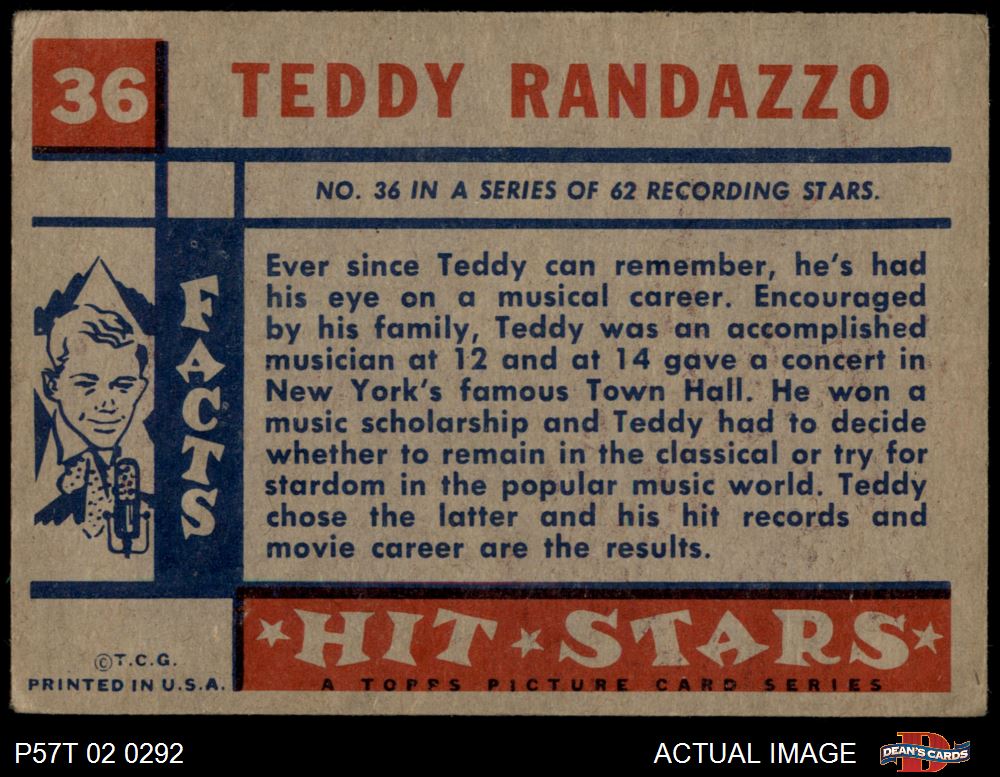 36
TEDDY RANDAZZO
NO. 36 IN A SERIES OF 62 RECORDING STARS.
FACTS
Ever since Teddy can remember, he's had
his eye on a musical career. Encouraged
by his family, Teddy was an accomplished
musician at 12 and at 14 gave a concert in
New York's famous Town Hall. He won a
music scholarship and Teddy had to decide
whether to remain in the classical or try for
stardom in the popular music world. Teddy
chose the latter and his hit records and
movie career are the results.
HIT STARS
A TOPPS PICTURE CARD SERIES
©T.C.G.
PRINTED IN U.S.A.
P57T 02 0292
ACTUAL IMAGE
D
DEAN'S CARDS